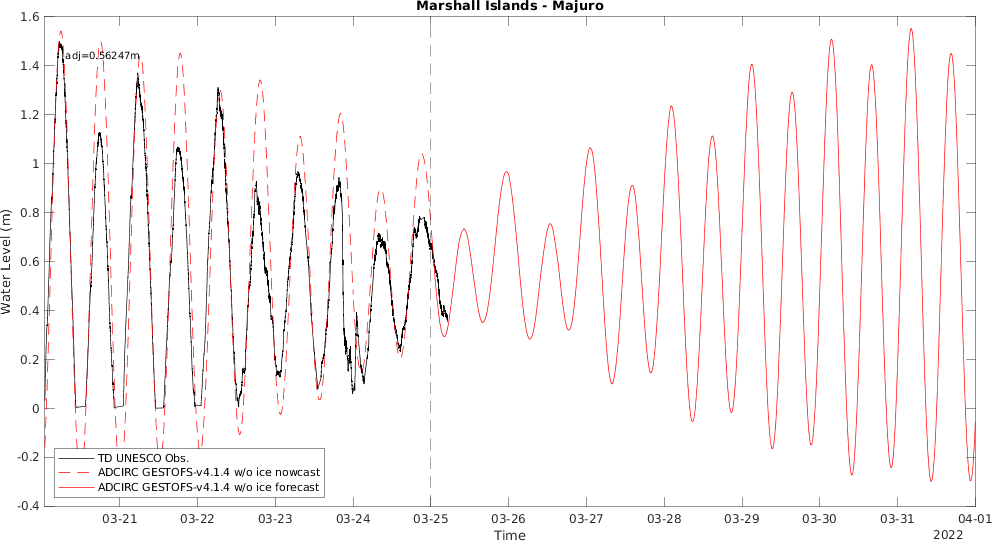 Marshall Islands - Majuro
adj=0.56247m
Water Level (m)
1.6
1.4
1.2
1
0.8
0.6
0.4
0.2
0
-0.2
-0.4
TD UNESCO Obs.
ADCIRC GESTOFS-v4.1.4 w/o ice nowcast
ADCIRC GESTOFS-v4.1.4 w/o ice forecast
03-21 03-22 03-23 03-24 03-25 03-26 03-27 03-28 03-29 03-30 03-31 04-01
Time
2022